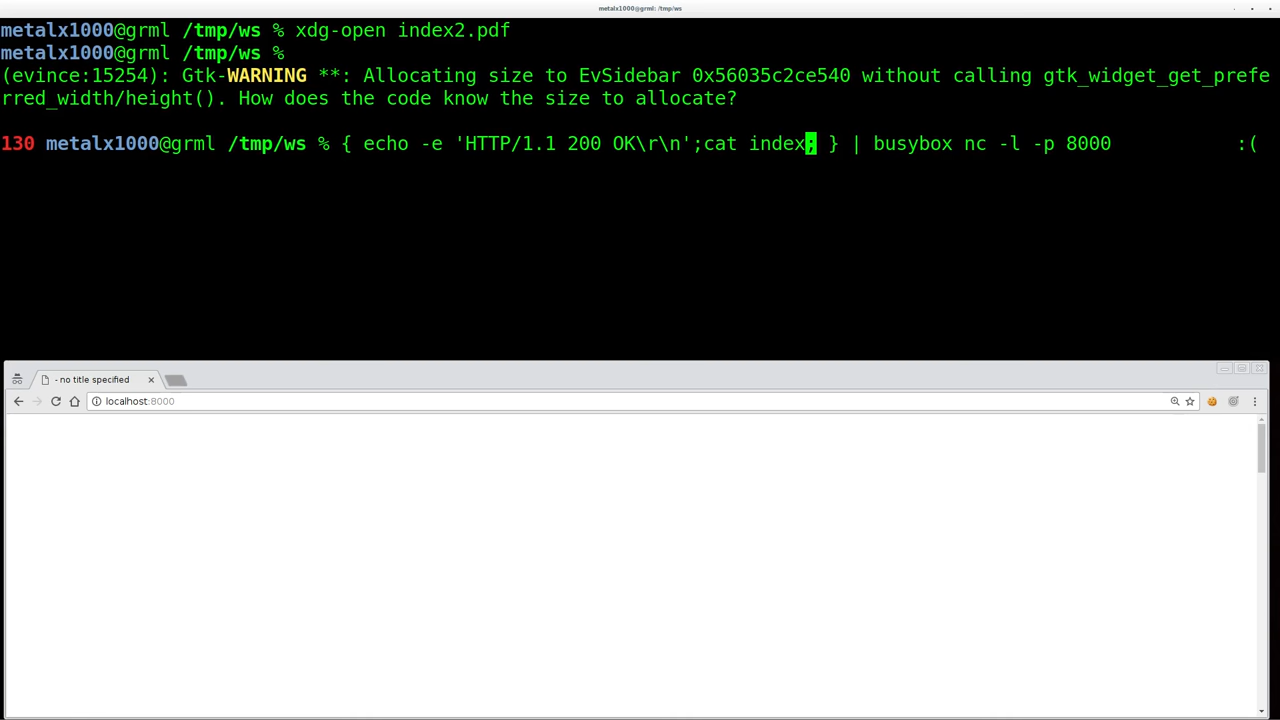 metalx1000@grml: /tmp/ws
metalx1000@grml /tmp/ws % xdg-open index2.pdf
metalx1000@grml /tmp/ws %
(evince:15254): Gtk-WARNING **: Allocating size to EvSidebar 0x56035c2ce540 without calling gtk_widget_get_prefe
rred_width/height(). How does the code know the size to allocate?
130 metalx1000@grml /tmp/ws % { echo -e 'HTTP/1.1 200 OK\r\n';cat index; } | busybox nc -l -p 8000 :(
- no title specified
localhost:8000